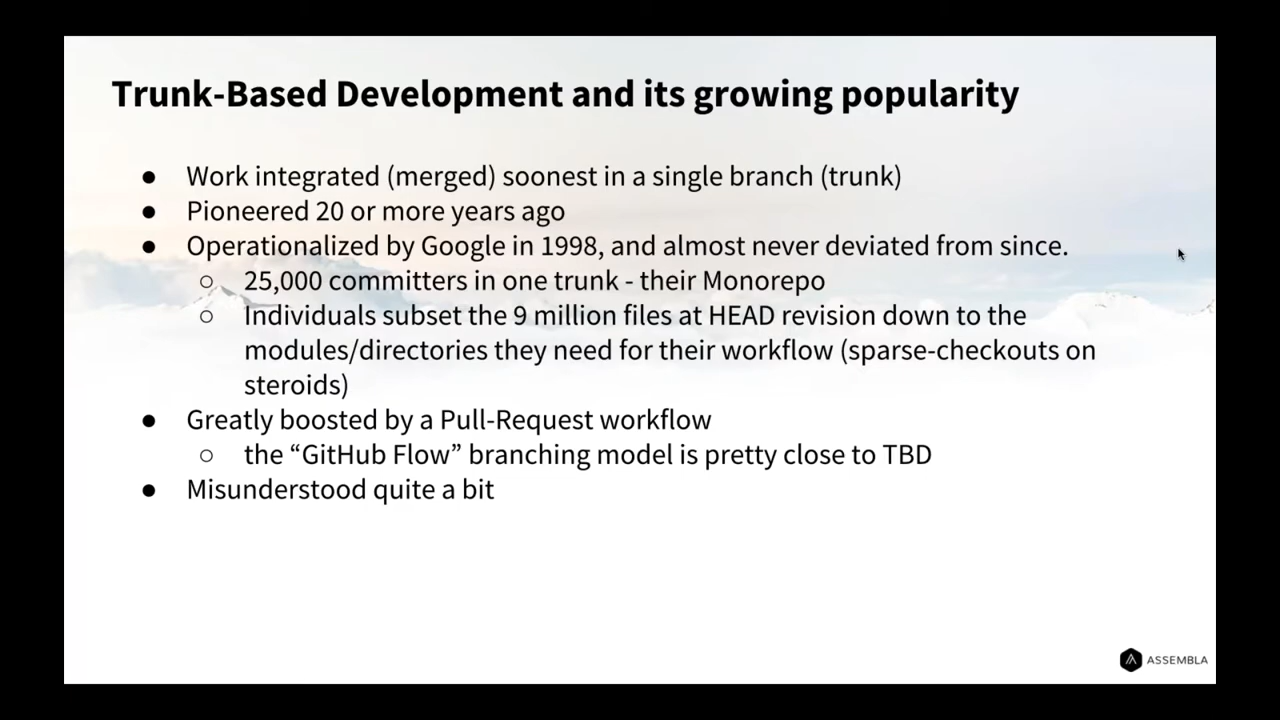 Trunk-Based Development and its growing popularity
● Work integrated (merged) soonest in a single branch (trunk)
● Pioneered 20 or more years ago
● Operationalized by Google in 1998, and almost never deviated from since.
○ 25,000 committers in one trunk - their Monorepo
○ Individuals subset the 9 million files at HEAD revision down to the
modules/directories they need for their workflow (sparse-checkouts on
steroids)
● Greatly boosted by a Pull-Request workflow
○ the “GitHub Flow” branching model is pretty close to TBD
● Misunderstood quite a bit
ASSEMBLA